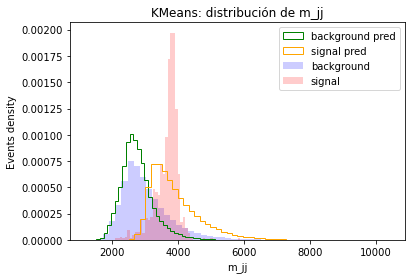 KMeans: distribución de m_jj
background pred
signal pred
background
signal
Events density
0.00200
0.00175
0.00150
0.00125
0.00100
0.00075
0.00050
0.00025
0.00000
2000 4000 6000 8000 10000
m_jj